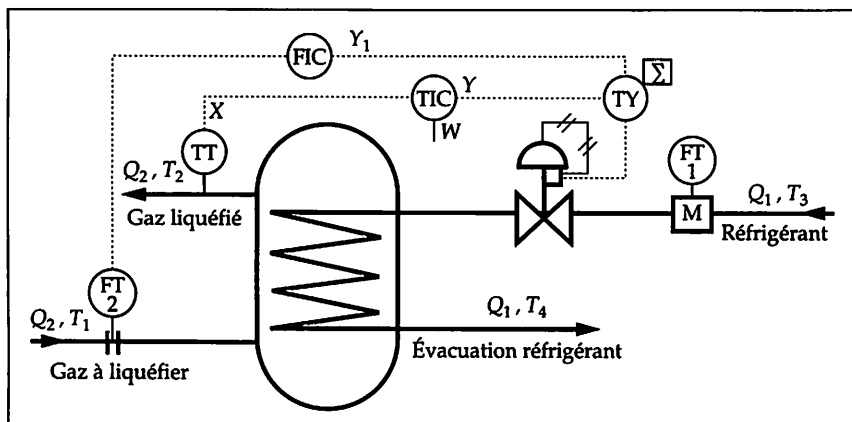 FIC
Y₁
Σ
X
TIC
Y
TY
W
TT
FT
1
Q₂, T₂
Q₁, T₃
Gaz liquéfié
M
Réfrigérant
FT
2
Q₂, T₁
Q₁, T₄
Gaz à liquéfier
Évacuation réfrigérant